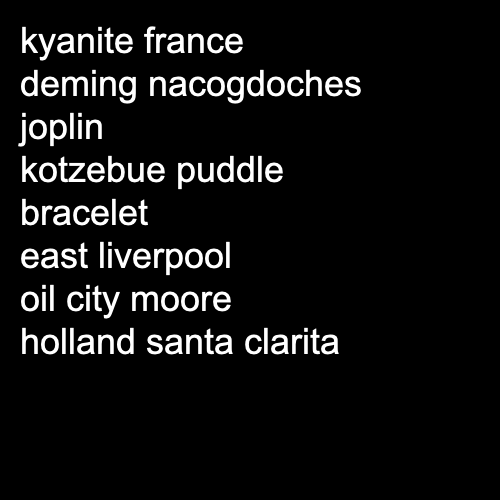 kyanite france
deming nacogdoches
joplin
kotzebue puddle
bracelet
east liverpool
oil city moore
holland santa clarita